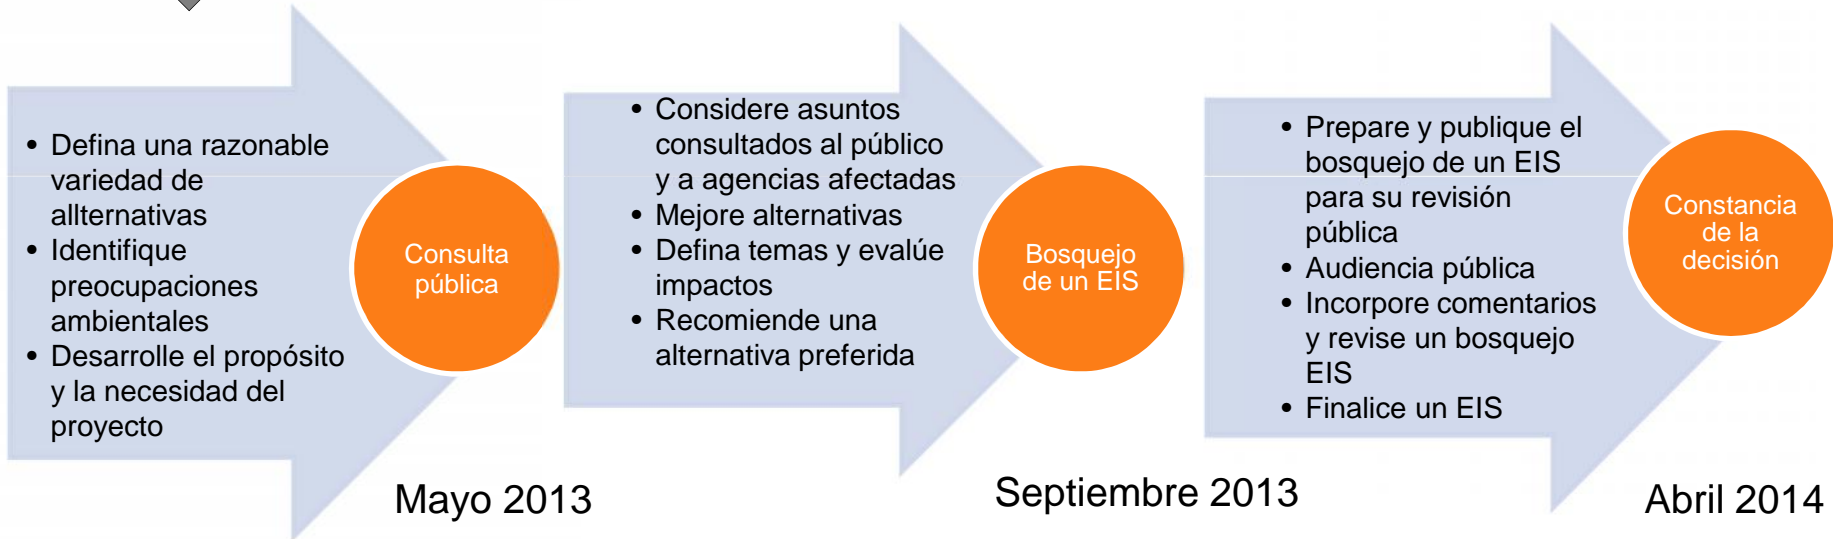 • Defina una razonable
variedad de
allternativas
• Identifique
preocupaciones
ambientales
• Desarrolle el propósito
y la necesidad del
proyecto
Consulta
pública
Mayo 2013
• Considere asuntos
consultados al público
y a agencias afectadas
• Mejore alternativas
• Defina temas y evalúe
impactos
• Recomiende una
alternativa preferida
Bosquejo
de un EIS
Septiembre 2013
• Prepare y publique el
bosquejo de un EIS
para su revisión
pública
• Audiencia pública
• Incorpore comentarios
y revise un bosquejo
EIS
• Finalice un EIS
Constancia
de la
decisión
Abril 2014